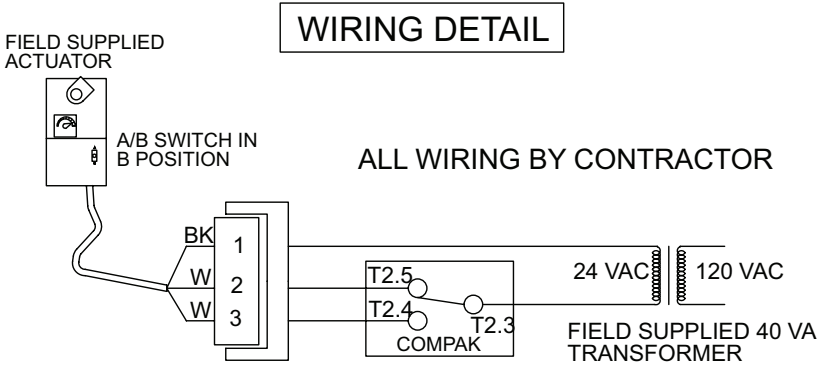 WIRING DETAIL
FIELD SUPPLIED
ACTUATOR
A/B SWITCH IN
B POSITION
ALL WIRING BY CONTRACTOR
BK
1
W
2
W
3
T2.5
T2.4
T2.3
COMPAK
24 VAC
120 VAC
FIELD SUPPLIED 40 VA
TRANSFORMER